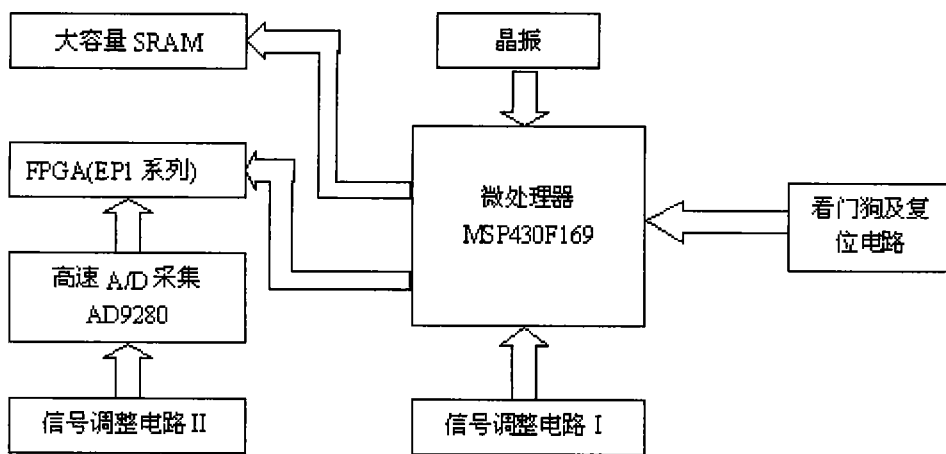 大容量 SRAM
晶振
FPGA(EP1 系列)
微处理器
MSP430F169
看门狗及复
位电路
高速 A/D 采集
AD9280
信号调整电路 II
信号调整电路 I